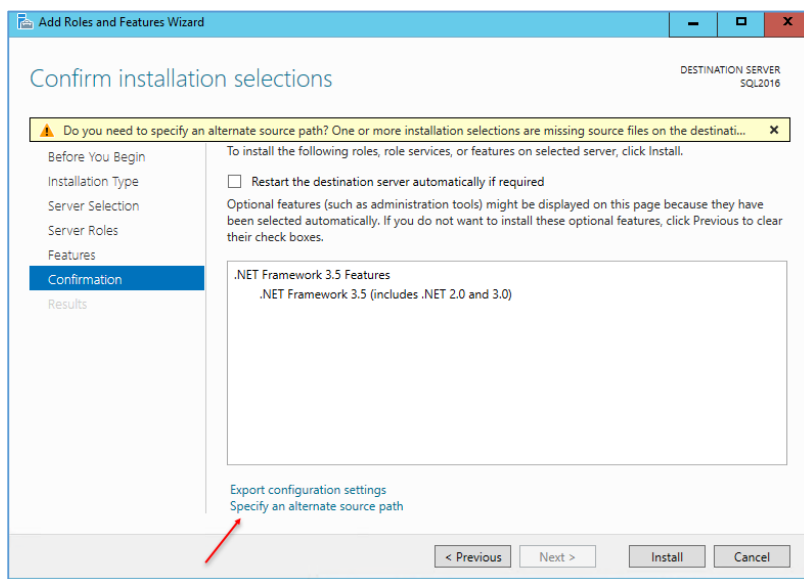 Add Roles and Features Wizard
Confirm installation selections
DESTINATION SERVER
SQL2016
Do you need to specify an alternate source path? One or more installation selections are missing source files on the destinati...
Before You Begin
Installation Type
Server Selection
Server Roles
Features
Confirmation
Results
To install the following roles, role services, or features on selected server, click Install.
Restart the destination server automatically if required
Optional features (such as administration tools) might be displayed on this page because they have
been selected automatically. If you do not want to install these optional features, click Previous to clear
their check boxes.
.NET Framework 3.5 Features
.NET Framework 3.5 (includes .NET 2.0 and 3.0)
Export configuration settings
Specify an alternate source path
< Previous
Next >
Install
Cancel